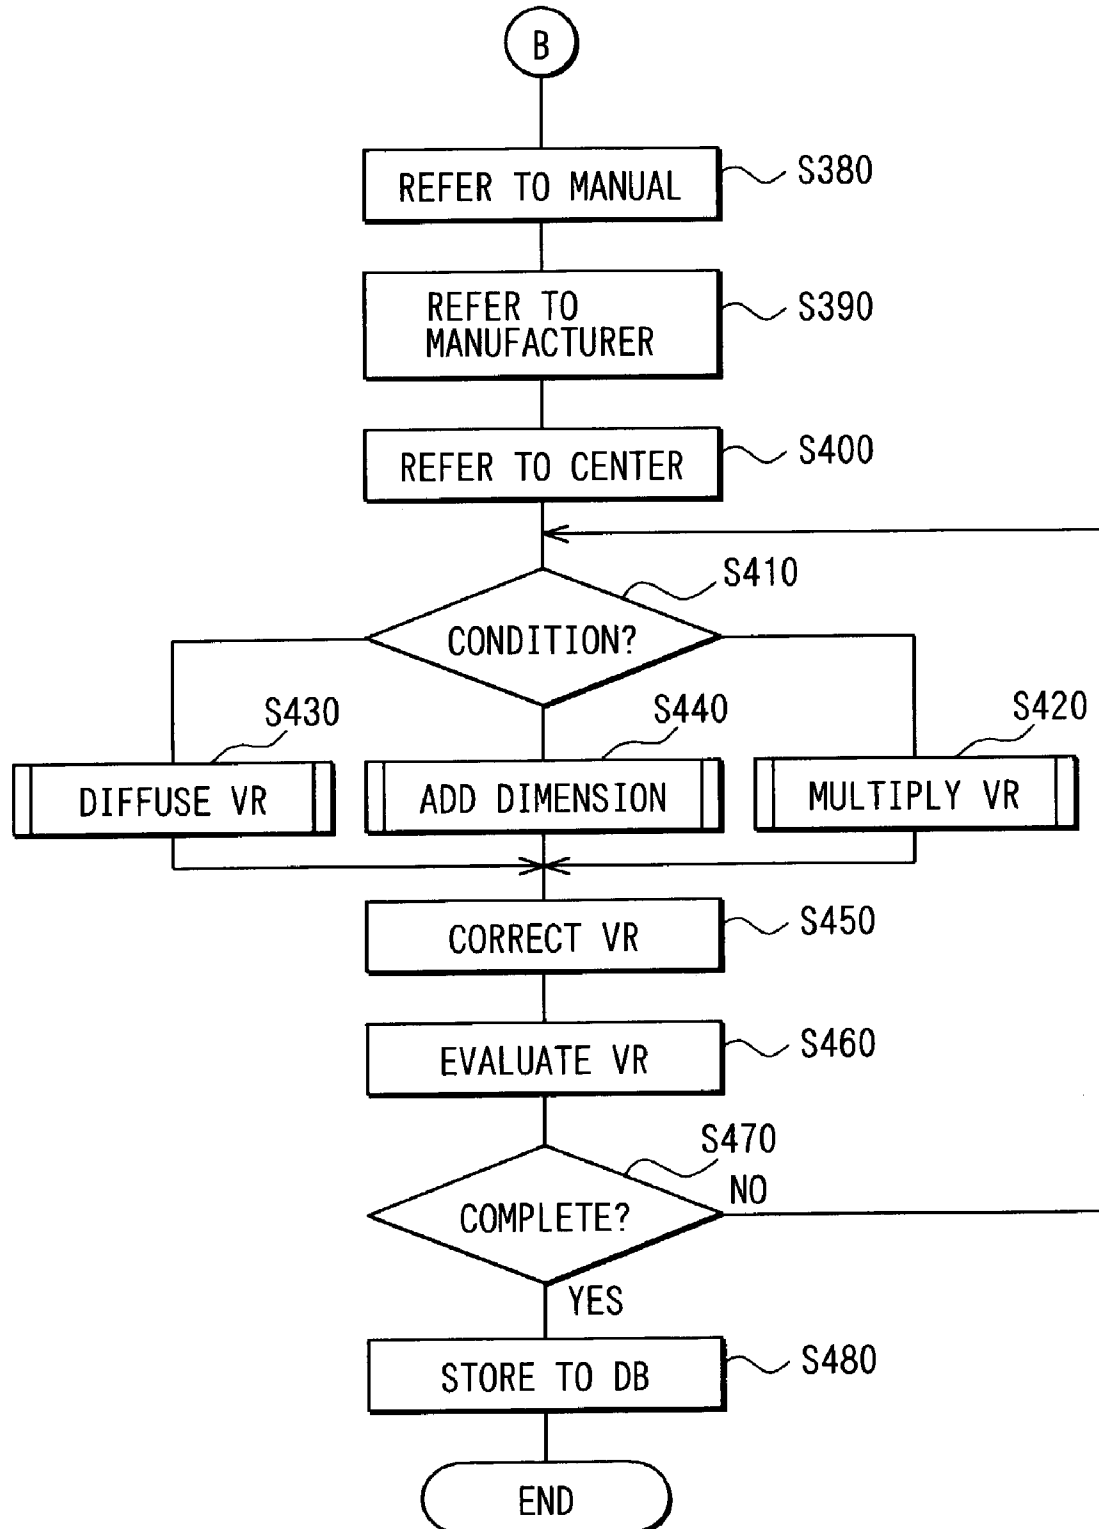 B
REFER TO MANUAL
S380
REFER TO
MANUFACTURER
S390
REFER TO CENTER
S400
S410
CONDITION?
S430
S440
S420
DIFFUSE VR
ADD DIMENSION
MULTIPLY VR
CORRECT VR
S450
EVALUATE VR
S460
S470
COMPLETE?
NO
YES
STORE TO DB
S480
END